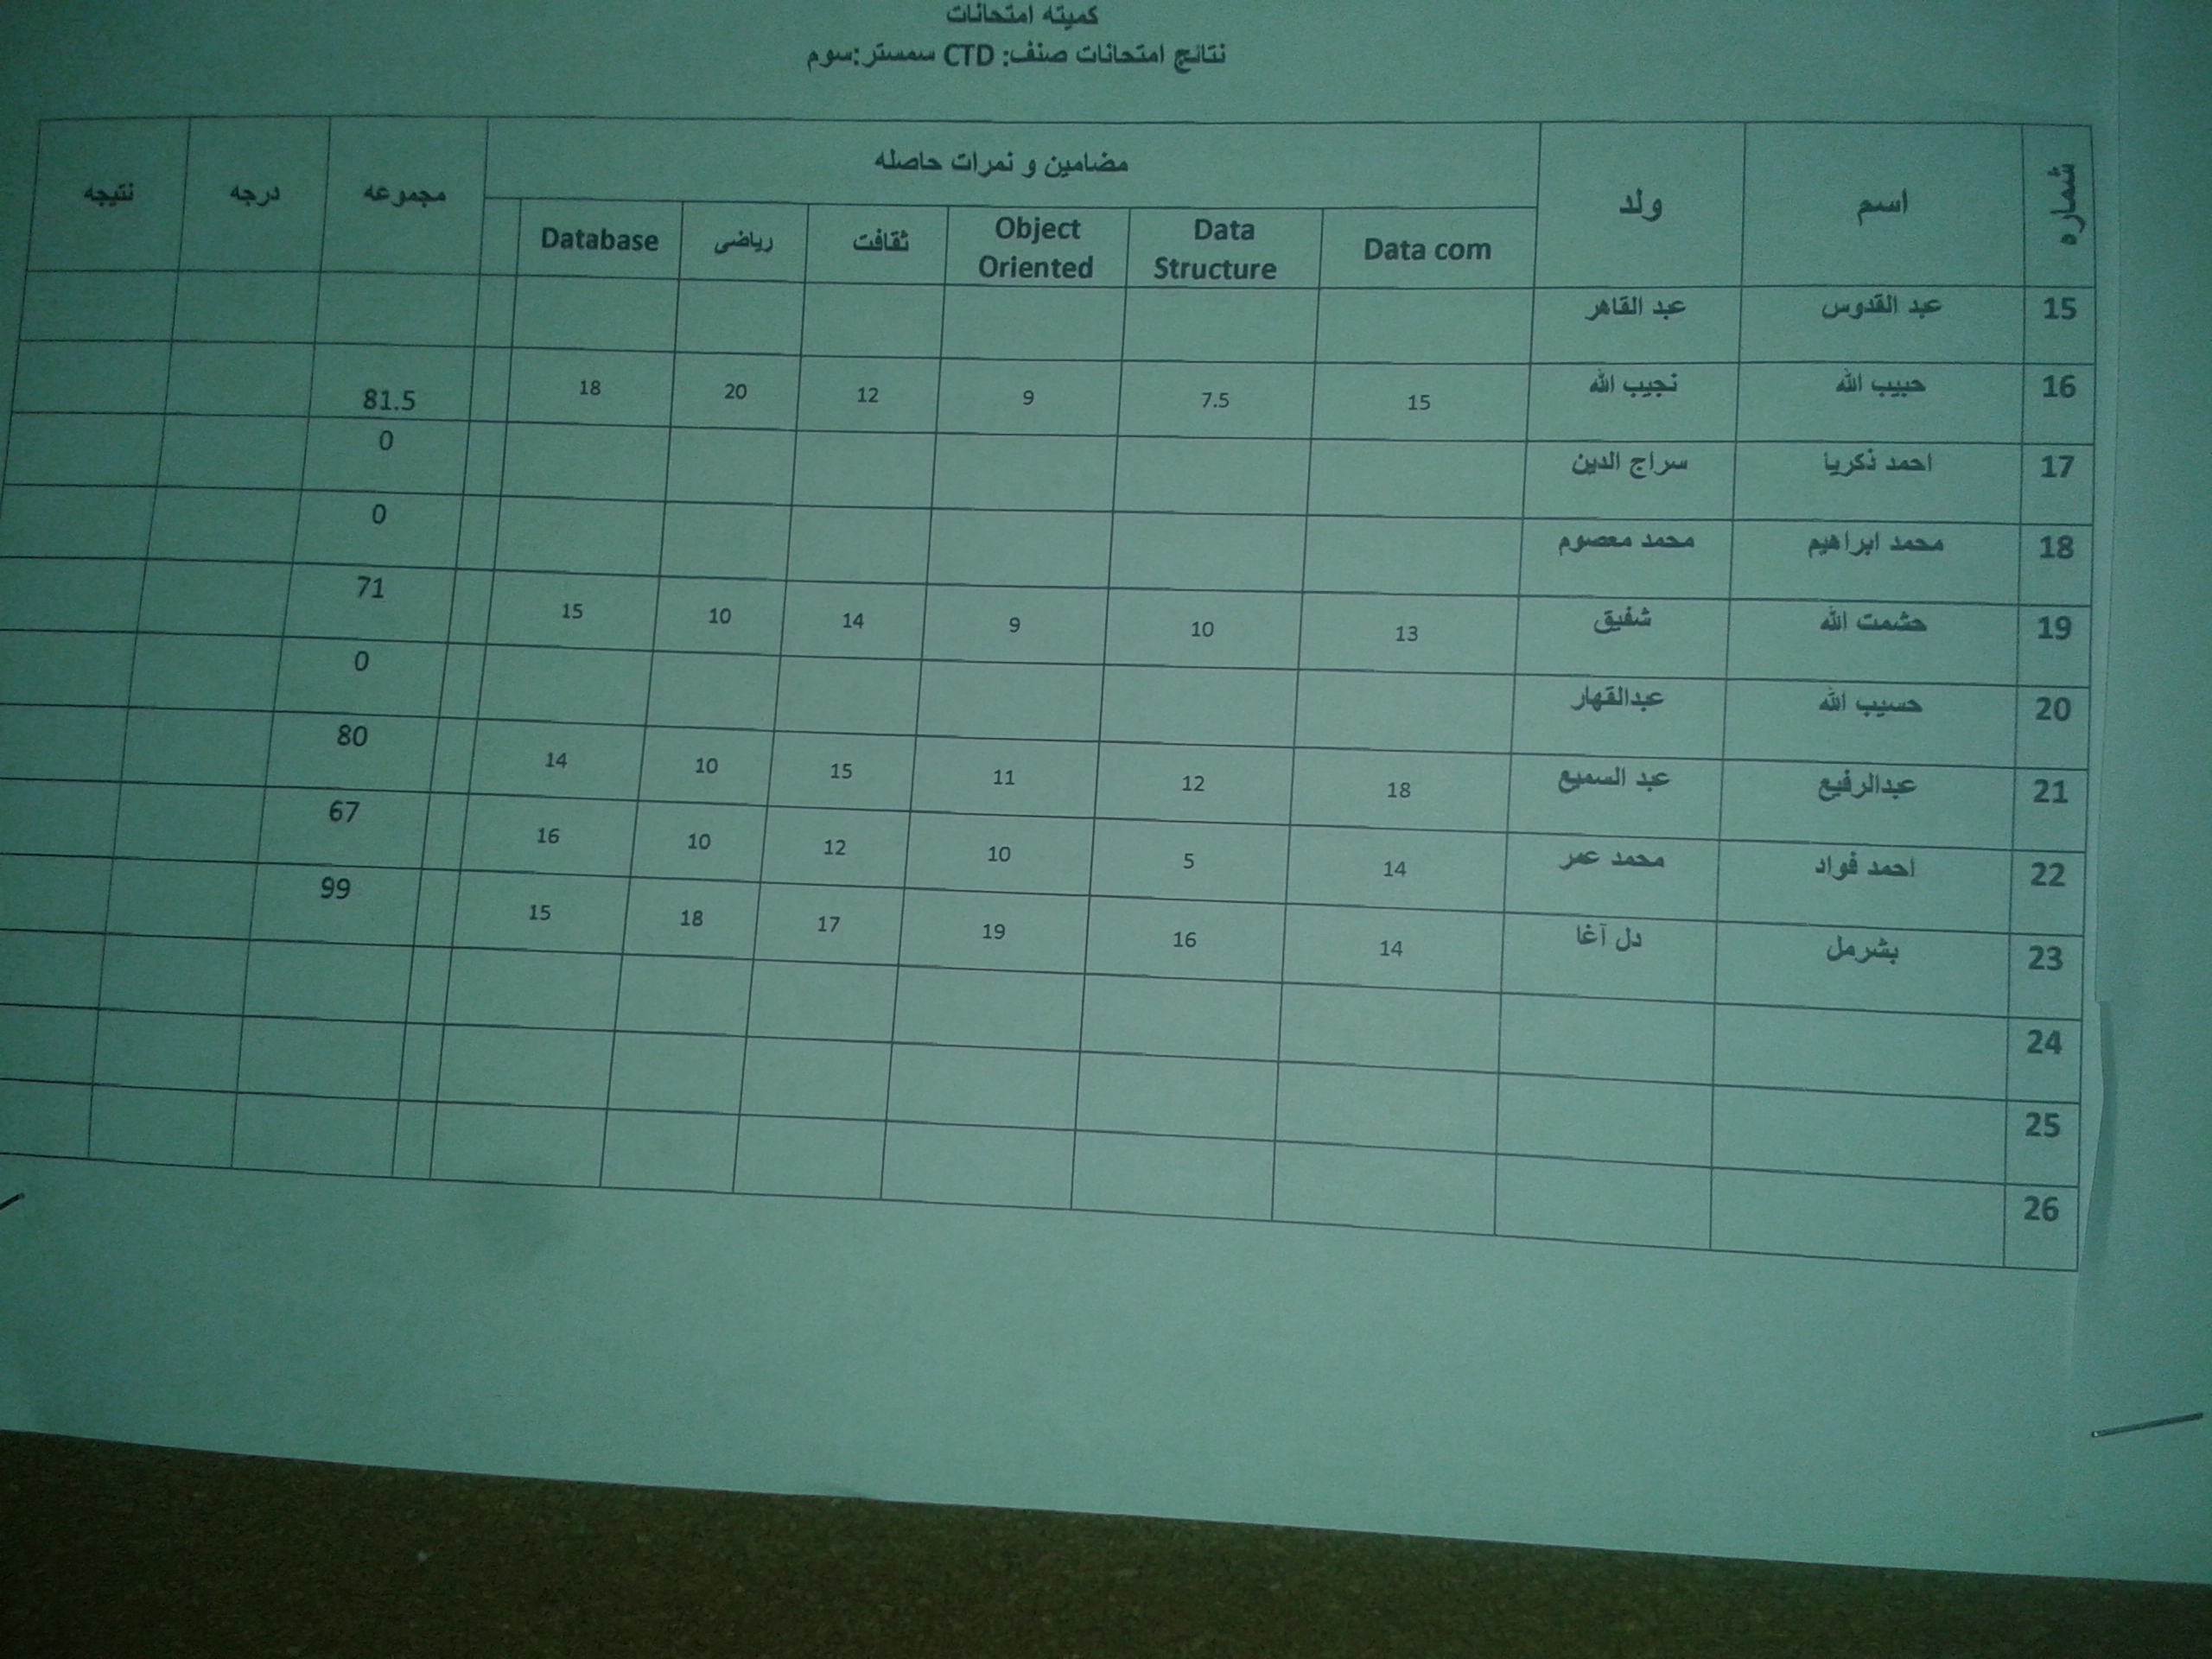 کمیته امتحانات
نتائج امتحانات صنف: CTD سمستر:سوم
شماره اسم ولد مضامین و نمرات حاصله مجموعه درجه نتیجه
Data com Data Structure Object Oriented ثقافت ریاضی Database
15 عبد القدوس عبد القاهر
16 حبیب الله نجیب الله 15 7.5 9 12 20 18 81.5
17 احمد ذکریا سراج الدین 0
18 محمد ابراهیم محمد معصوم 0
19 حشمت الله شفیق 13 10 9 14 10 15 71
20 حسیب الله عبدالقهار 0
21 عبدالرفیع عبد السمیع 18 12 11 15 10 14 80
22 احمد فواد محمد عمر 14 5 10 12 10 16 67
23 بشرمل دل آغا 14 16 19 17 18 15 99
24
25
26